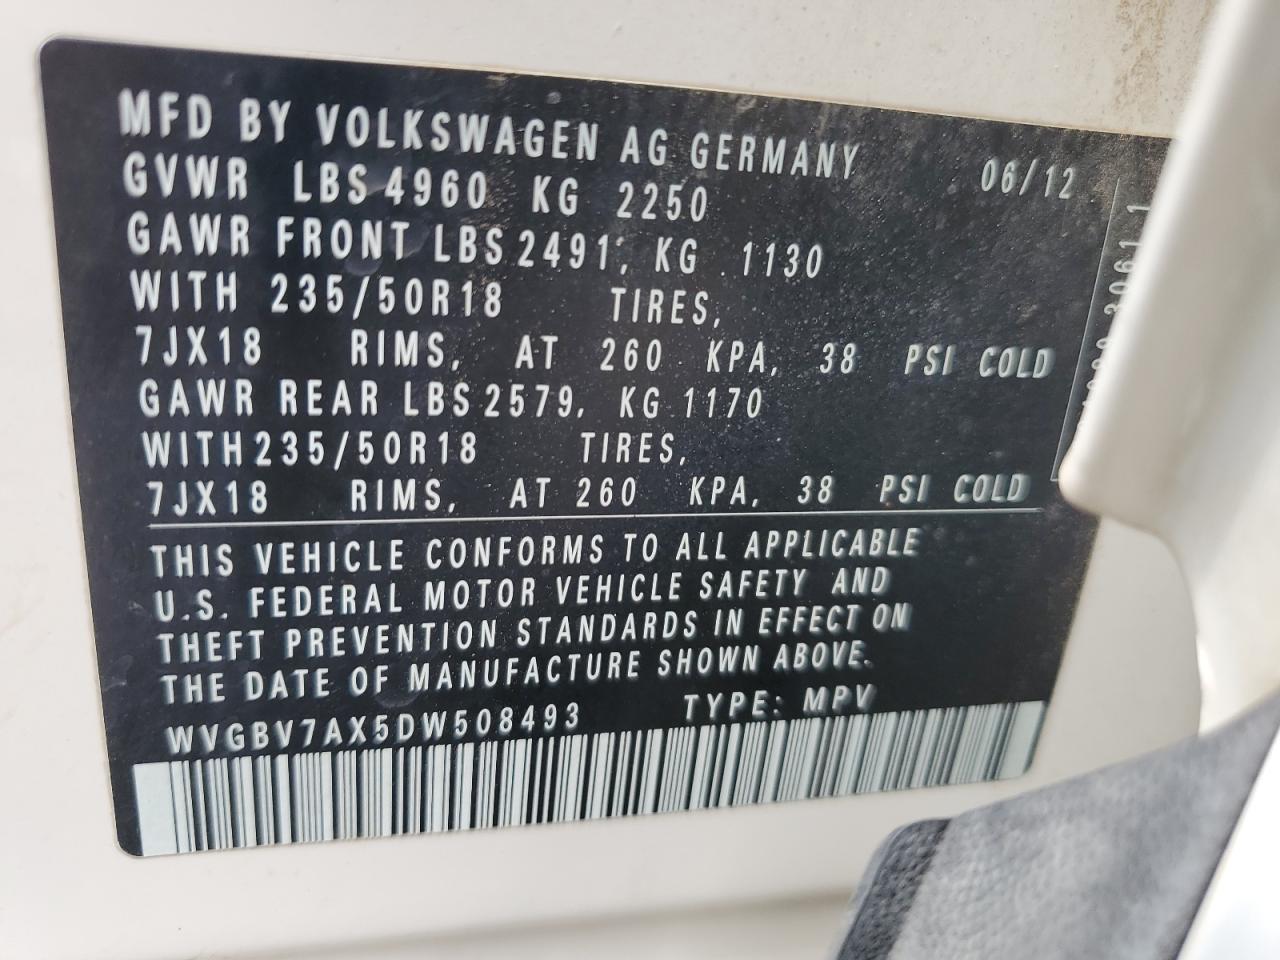 MFD BY VOLKSWAGEN AG GERMANY 06/12
GVWR LBS 4960 KG 2250
GAWR FRONT LBS 2491, KG 1130
WITH 235/50R18 TIRES,
7JX18 RIMS, AT 260 KPA, 38 PSI COLD
GAWR REAR LBS 2579, KG 1170
WITH 235/50R18 TIRES,
7JX18 RIMS, AT 260 KPA, 38 PSI COLD
THIS VEHICLE CONFORMS TO ALL APPLICABLE
U.S. FEDERAL MOTOR VEHICLE SAFETY AND
THEFT PREVENTION STANDARDS IN EFFECT ON
THE DATE OF MANUFACTURE SHOWN ABOVE.
WVGBV7AX5DW508493 TYPE: MPV